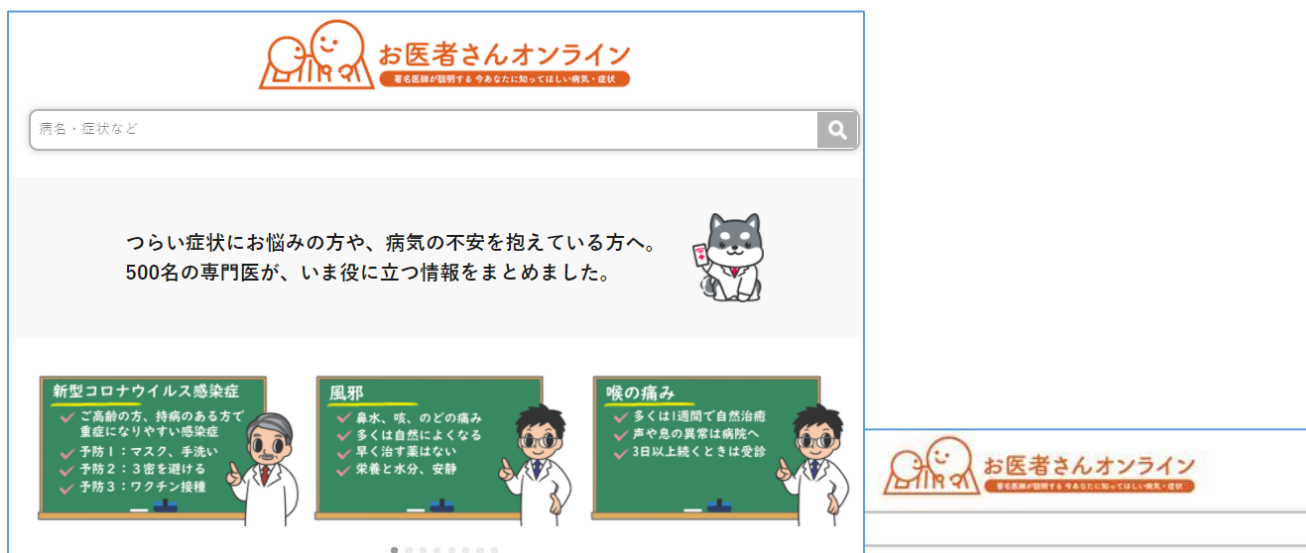 お医者さんオンライン
著名医師が説明する 今あなたに知ってほしい病気・症状
病名・症状など
つらい症状にお悩みの方や、病気の不安を抱えている方へ。
500名の専門医が、いま役に立つ情報をまとめました。
新型コロナウイルス感染症
ご高齢の方、持病のある方で
重症になりやすい感染症
予防1:マスク、手洗い
予防2:3密を避ける
予防3:ワクチン接種
風邪
鼻水、咳、のどの痛み
多くは自然によくなる
早く治す薬はない
栄養と水分、安静
喉の痛み
多くは1週間で自然治癒
声や息の異常は病院へ
3日以上続くときは受診
お医者さんオンライン
著名医師が説明する 今あなたに知ってほしい病気・症状